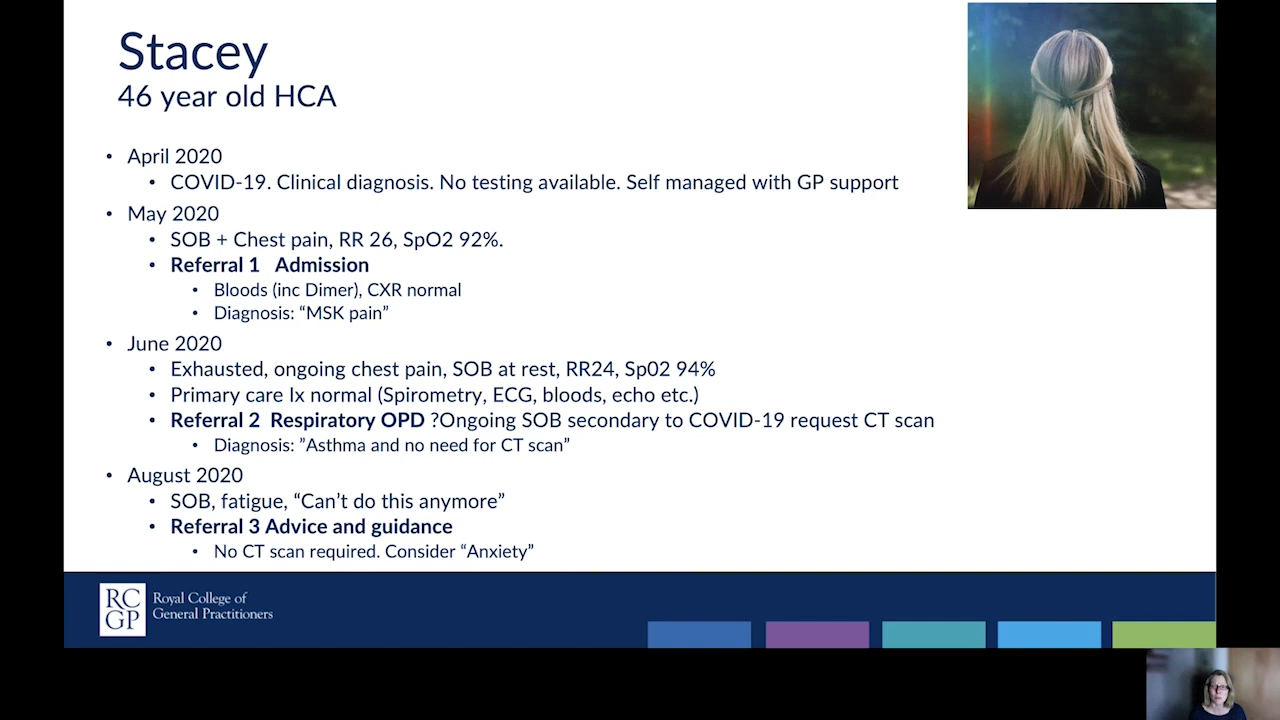 Stacey
46 year old HCA
• April 2020
• COVID-19. Clinical diagnosis. No testing available. Self managed with GP support
• May 2020
• SOB + Chest pain, RR 26, SpO2 92%.
• Referral 1 Admission
• Bloods (inc Dimer), CXR normal
• Diagnosis: “MSK pain”
• June 2020
• Exhausted, ongoing chest pain, SOB at rest, RR24, Sp02 94%
• Primary care Ix normal (Spirometry, ECG, bloods, echo etc.)
• Referral 2 Respiratory OPD ?Ongoing SOB secondary to COVID-19 request CT scan
• Diagnosis: ”Asthma and no need for CT scan”
• August 2020
• SOB, fatigue, “Can’t do this anymore”
• Referral 3 Advice and guidance
• No CT scan required. Consider “Anxiety”
RC
GP
Royal College of
General Practitioners